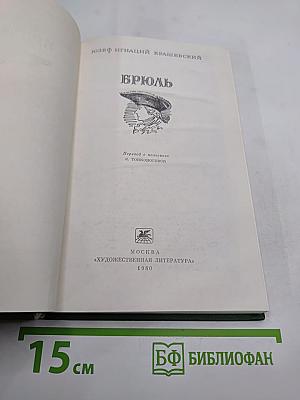 ЮЗЕФ ИГНАЦИЙ КРАШЕВСКИЙ
БРЮЛЬ
Перевод с польского
Н. ТОНКОНОГОВОЙ
МОСКВА
«ХУДОЖЕСТВЕННАЯ ЛИТЕРАТУРА»
1980
15 см
БФ БИБЛИОФАН